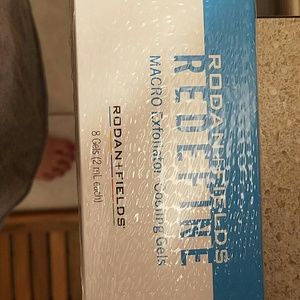 RODAN+FIELDS
REDEFINE
MACRO Exfoliator Cooling Gels
RODAN+FIELDS
8 Gels (2 mL each)